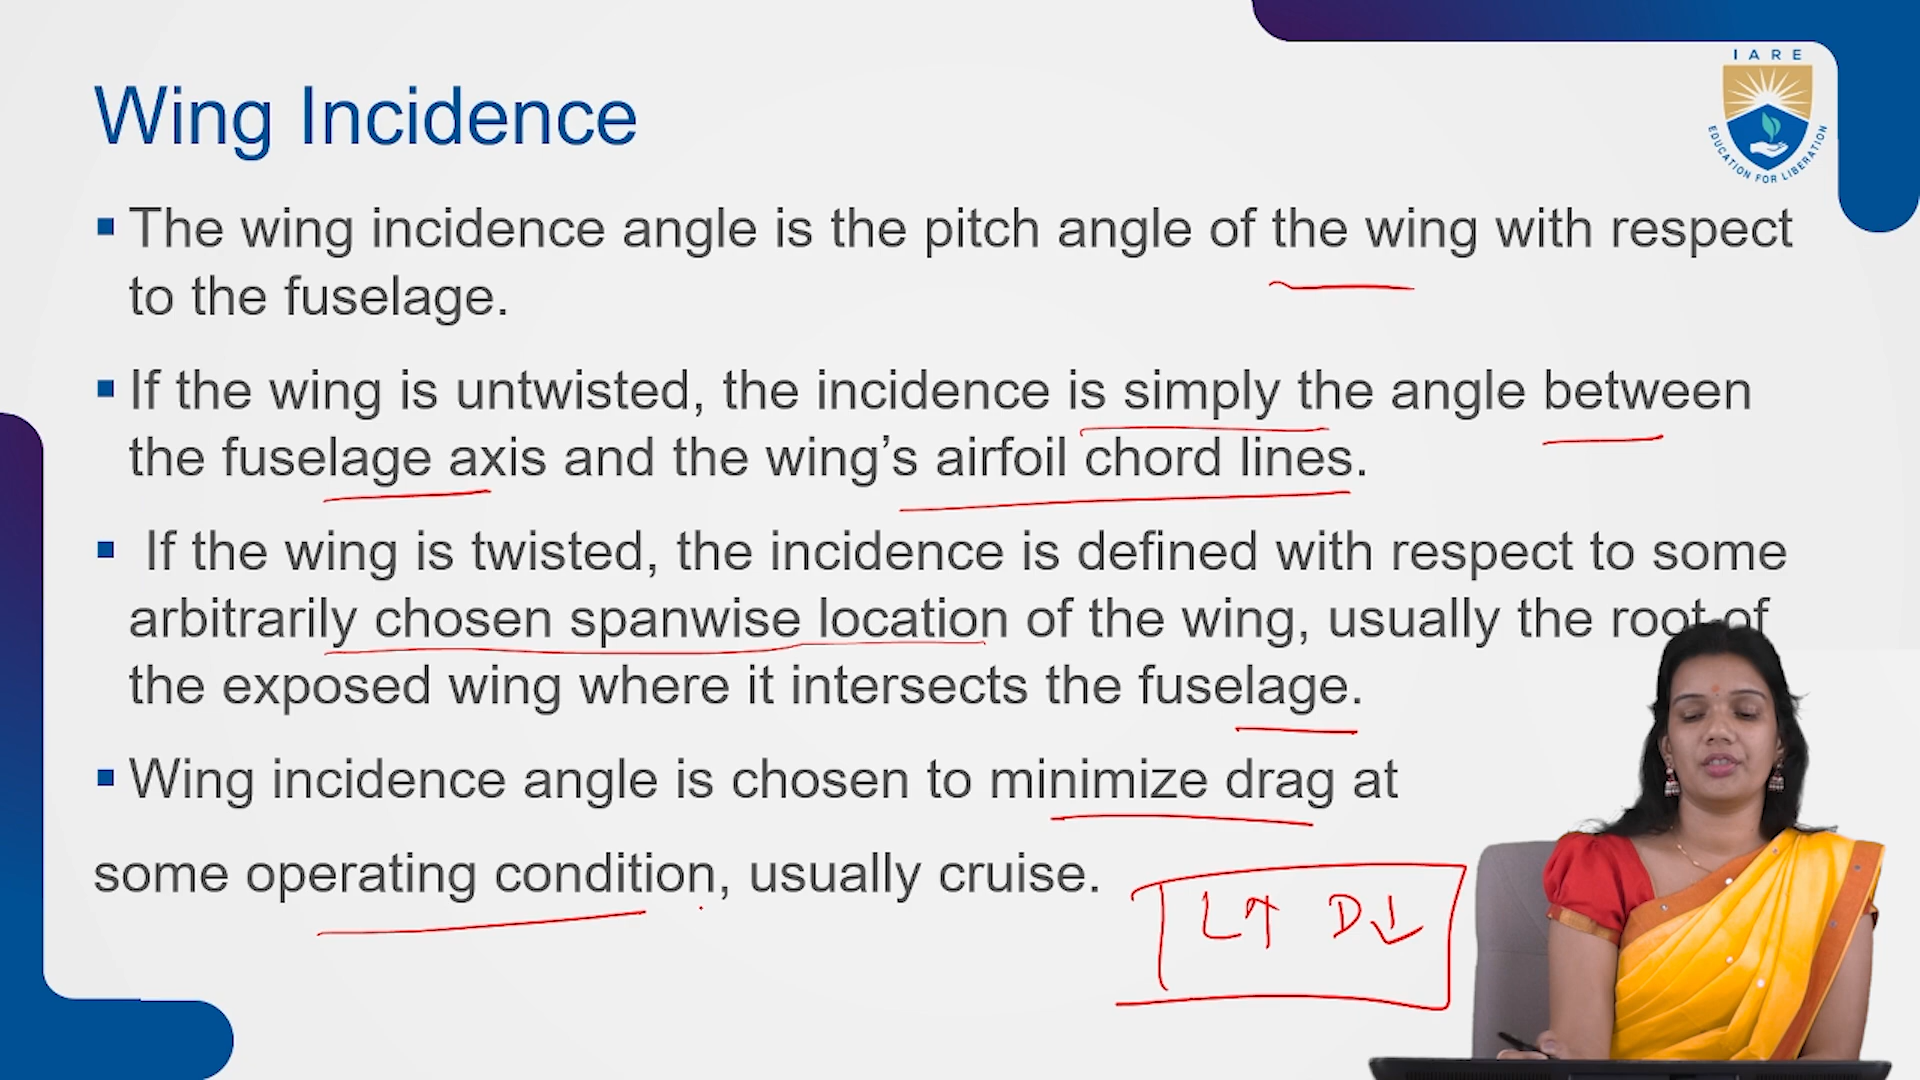 IARE
EDUCATION FOR LIBERATION
Wing Incidence
▪ The wing incidence angle is the pitch angle of the wing with respect
to the fuselage.
▪ If the wing is untwisted, the incidence is simply the angle between
the fuselage axis and the wing’s airfoil chord lines.
▪ If the wing is twisted, the incidence is defined with respect to some
arbitrarily chosen spanwise location of the wing, usually the root of
the exposed wing where it intersects the fuselage.
▪ Wing incidence angle is chosen to minimize drag at
some operating condition, usually cruise.
L↑ D↓